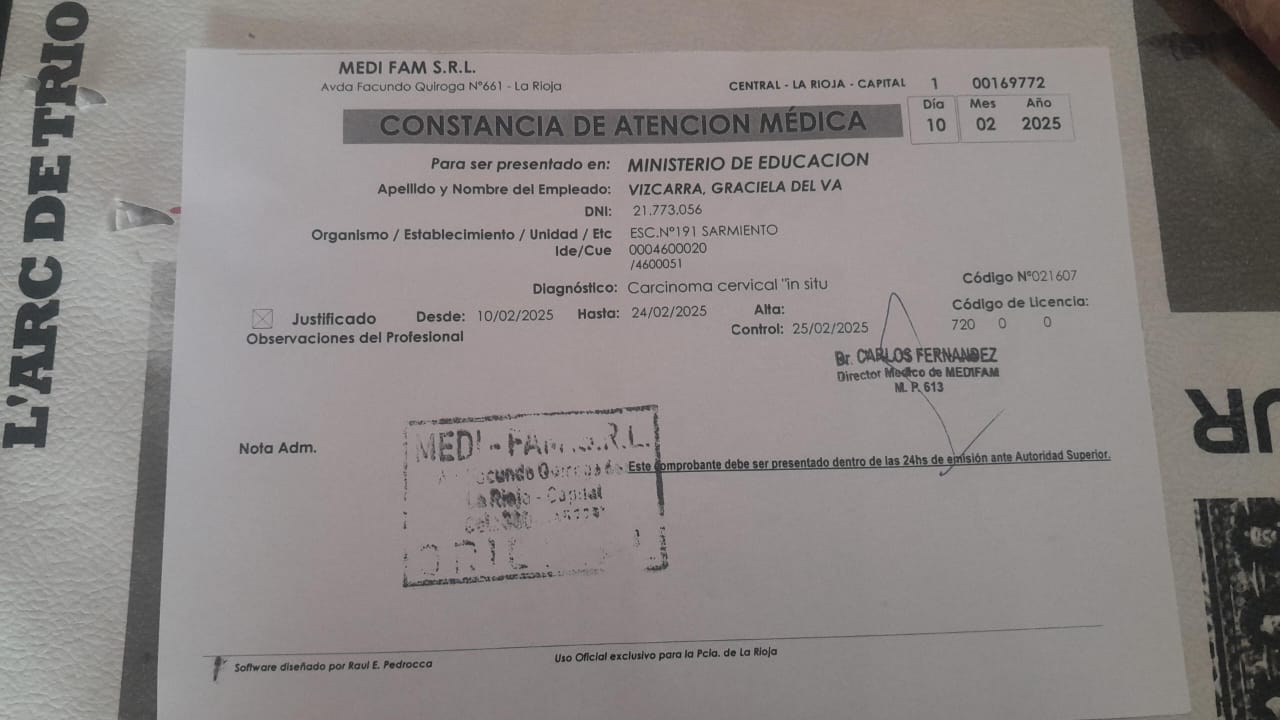 L'ARC DE TRIO
MEDI FAM S.R.L.
Avda Facundo Quiroga N°661 - La Rioja
CENTRAL - LA RIOJA - CAPITAL 1 00169772
CONSTANCIA DE ATENCION MÉDICA
Día Mes Año
10 02 2025
Para ser presentado en: MINISTERIO DE EDUCACION
Apellido y Nombre del Empleado: VIZCARRA, GRACIELA DEL VA
DNI: 21.773.056
Organismo / Establecimiento / Unidad / Etc ESC.N°191 SARMIENTO
Ide/Cue 0004600020
/4600051
Diagnóstico: Carcinoma cervical "in situ
Código N°021607
Justificado Desde: 10/02/2025 Hasta: 24/02/2025 Alta:
Control: 25/02/2025
Código de Licencia:
720 0 0
Observaciones del Profesional
Dr. CARLOS FERNANDEZ
Director Medico de MEDIFAM
M. P. 613
Nota Adm.
MEDI - FAM S.R.L.
La Rioja - Capital
Este comprobante debe ser presentado dentro de las 24hs de emisión ante Autoridad Superior.
Software diseñado por Raul E. Pedrocca
Uso Oficial exclusivo para la Pcia. de La Rioja
UR